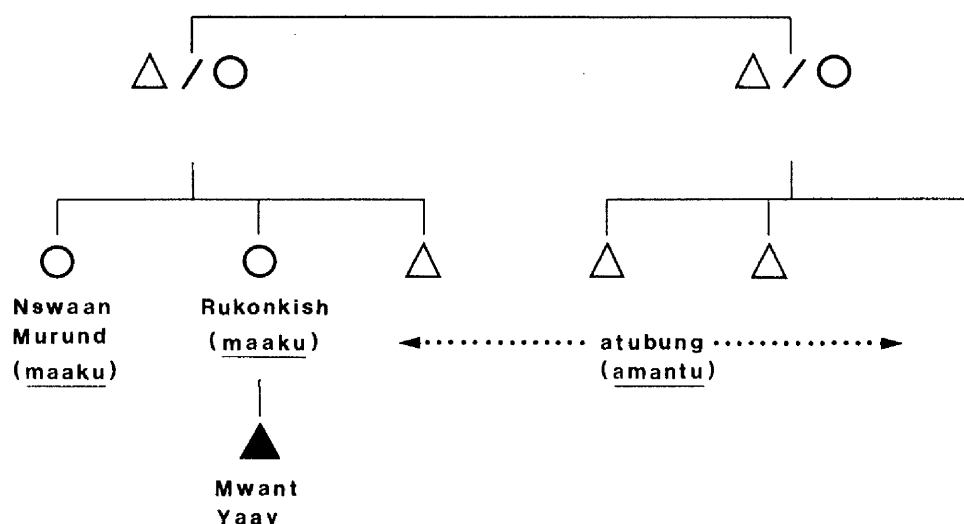 Nswaan
Murund
(maaku)
Rukonkish
(maaku)
atubung
(amantu)
Mwant
Yaav